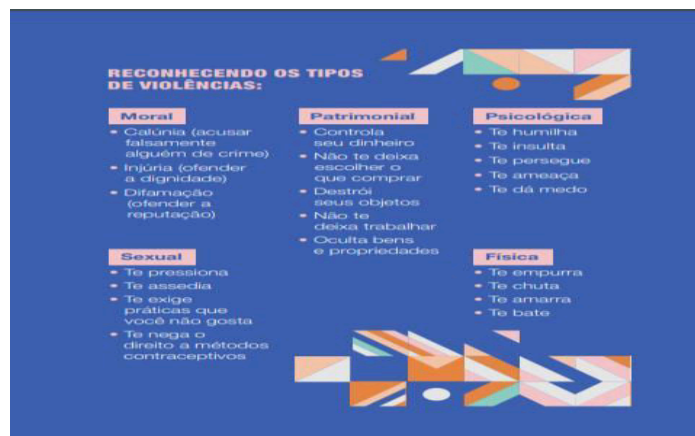 RECONHECENDO OS TIPOS
DE VIOLÊNCIAS:
Moral
• Calúnia (acusar
falsamente
alguém de crime)
• Injúria (ofender
a dignidade)
• Difamação
(ofender a
reputação)
Patrimonial
• Controla
seu dinheiro
• Não te deixa
escolher o
que comprar
• Destrói
seus objetos
• Não te
deixa trabalhar
• Oculta bens
e propriedades
Psicológica
• Te humilha
• Te insulta
• Te persegue
• Te ameaça
• Te dá medo
Sexual
• Te pressiona
• Te assedia
• Te exige
práticas que
você não gosta
• Te nega o
direito a métodos
contraceptivos
Física
• Te empurra
• Te chuta
• Te amarra
• Te bate